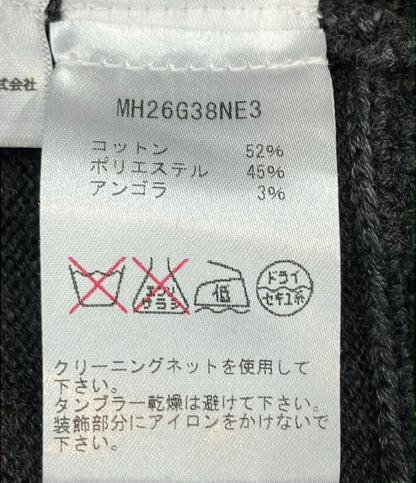 式会社
MH26G38NE3
コットン 52%
ポリエステル 45%
アンゴラ 3%
エンソ
サラシ
低
ドライ
セキユ系
クリーニングネットを使用して
下さい。
タンブラー乾燥は避けて下さい。
装飾部分にアイロンをかけないで
下さい。